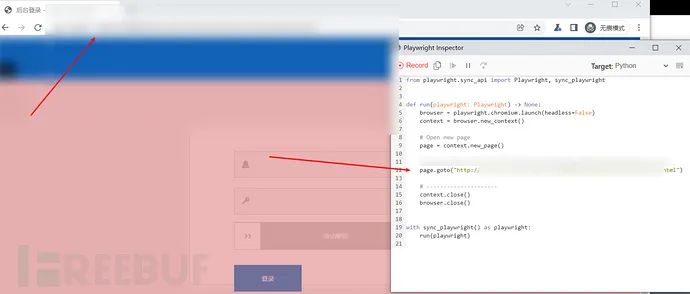 后台登录 -
无痕模式
Playwright Inspector
Record
Target: Python
1 from playwright.sync_api import Playwright, sync_playwright
2
3
4 def run(playwright: Playwright) -> None:
5 browser = playwright.chromium.launch(headless=False)
6 context = browser.new_context()
7
8 # Open new page
9 page = context.new_page()
10
11
12 page.goto("http:/ html")
13
14 # ---------------------
15 context.close()
16 browser.close()
17
18
19 with sync_playwright() as playwright:
20 run(playwright)
21
登录
REEBUF